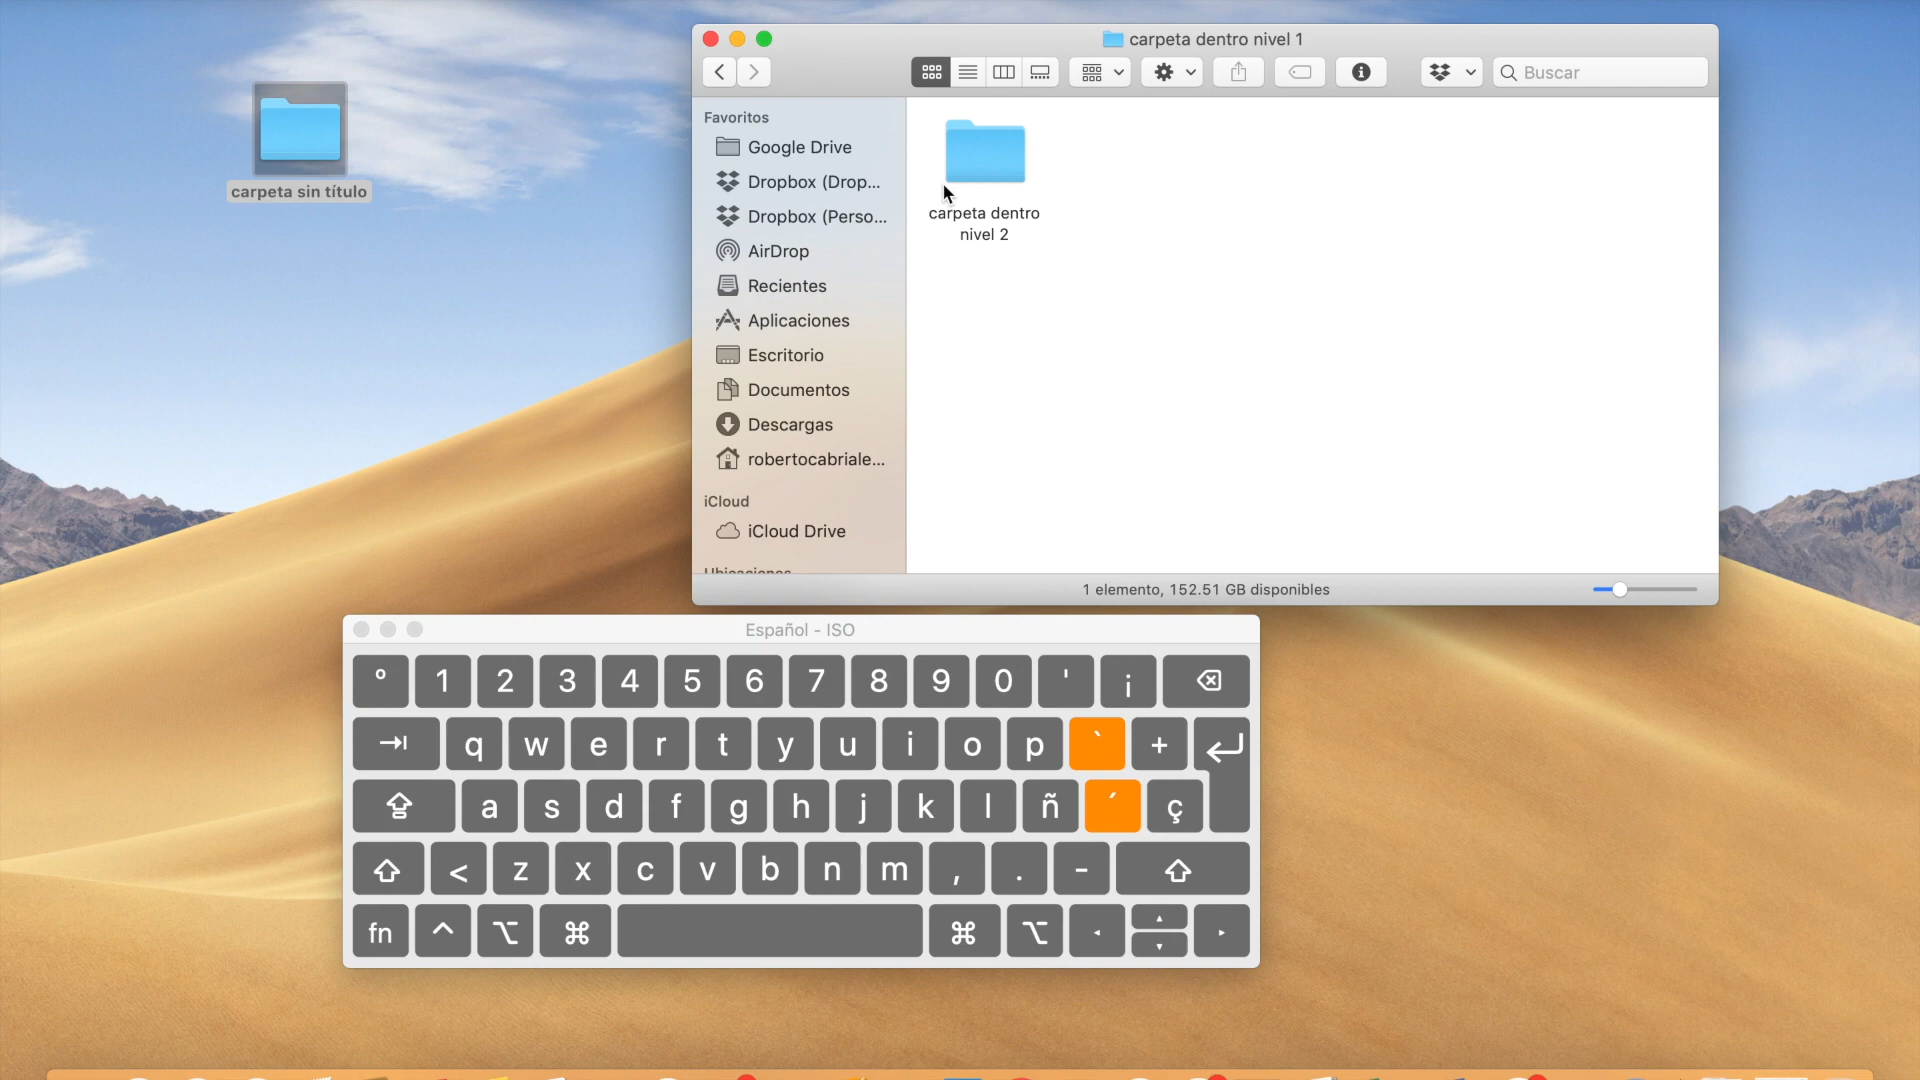 carpeta dentro nivel 1
Buscar
carpeta sin título
Favoritos
Google Drive
Dropbox (Drop...
Dropbox (Perso...
AirDrop
Recientes
Aplicaciones
Escritorio
Documentos
Descargas
robertocabriale...
iCloud
iCloud Drive
Ubicaciones
carpeta dentro
nivel 2
1 elemento, 152.51 GB disponibles
Español - ISO
º 1 2 3 4 5 6 7 8 9 0 ' ¡
q w e r t y u i o p ` +
a s d f g h j k l ñ ´ ç
< z x c v b n m , . -
fn ^ ⌥ ⌘ ⌘ ⌥